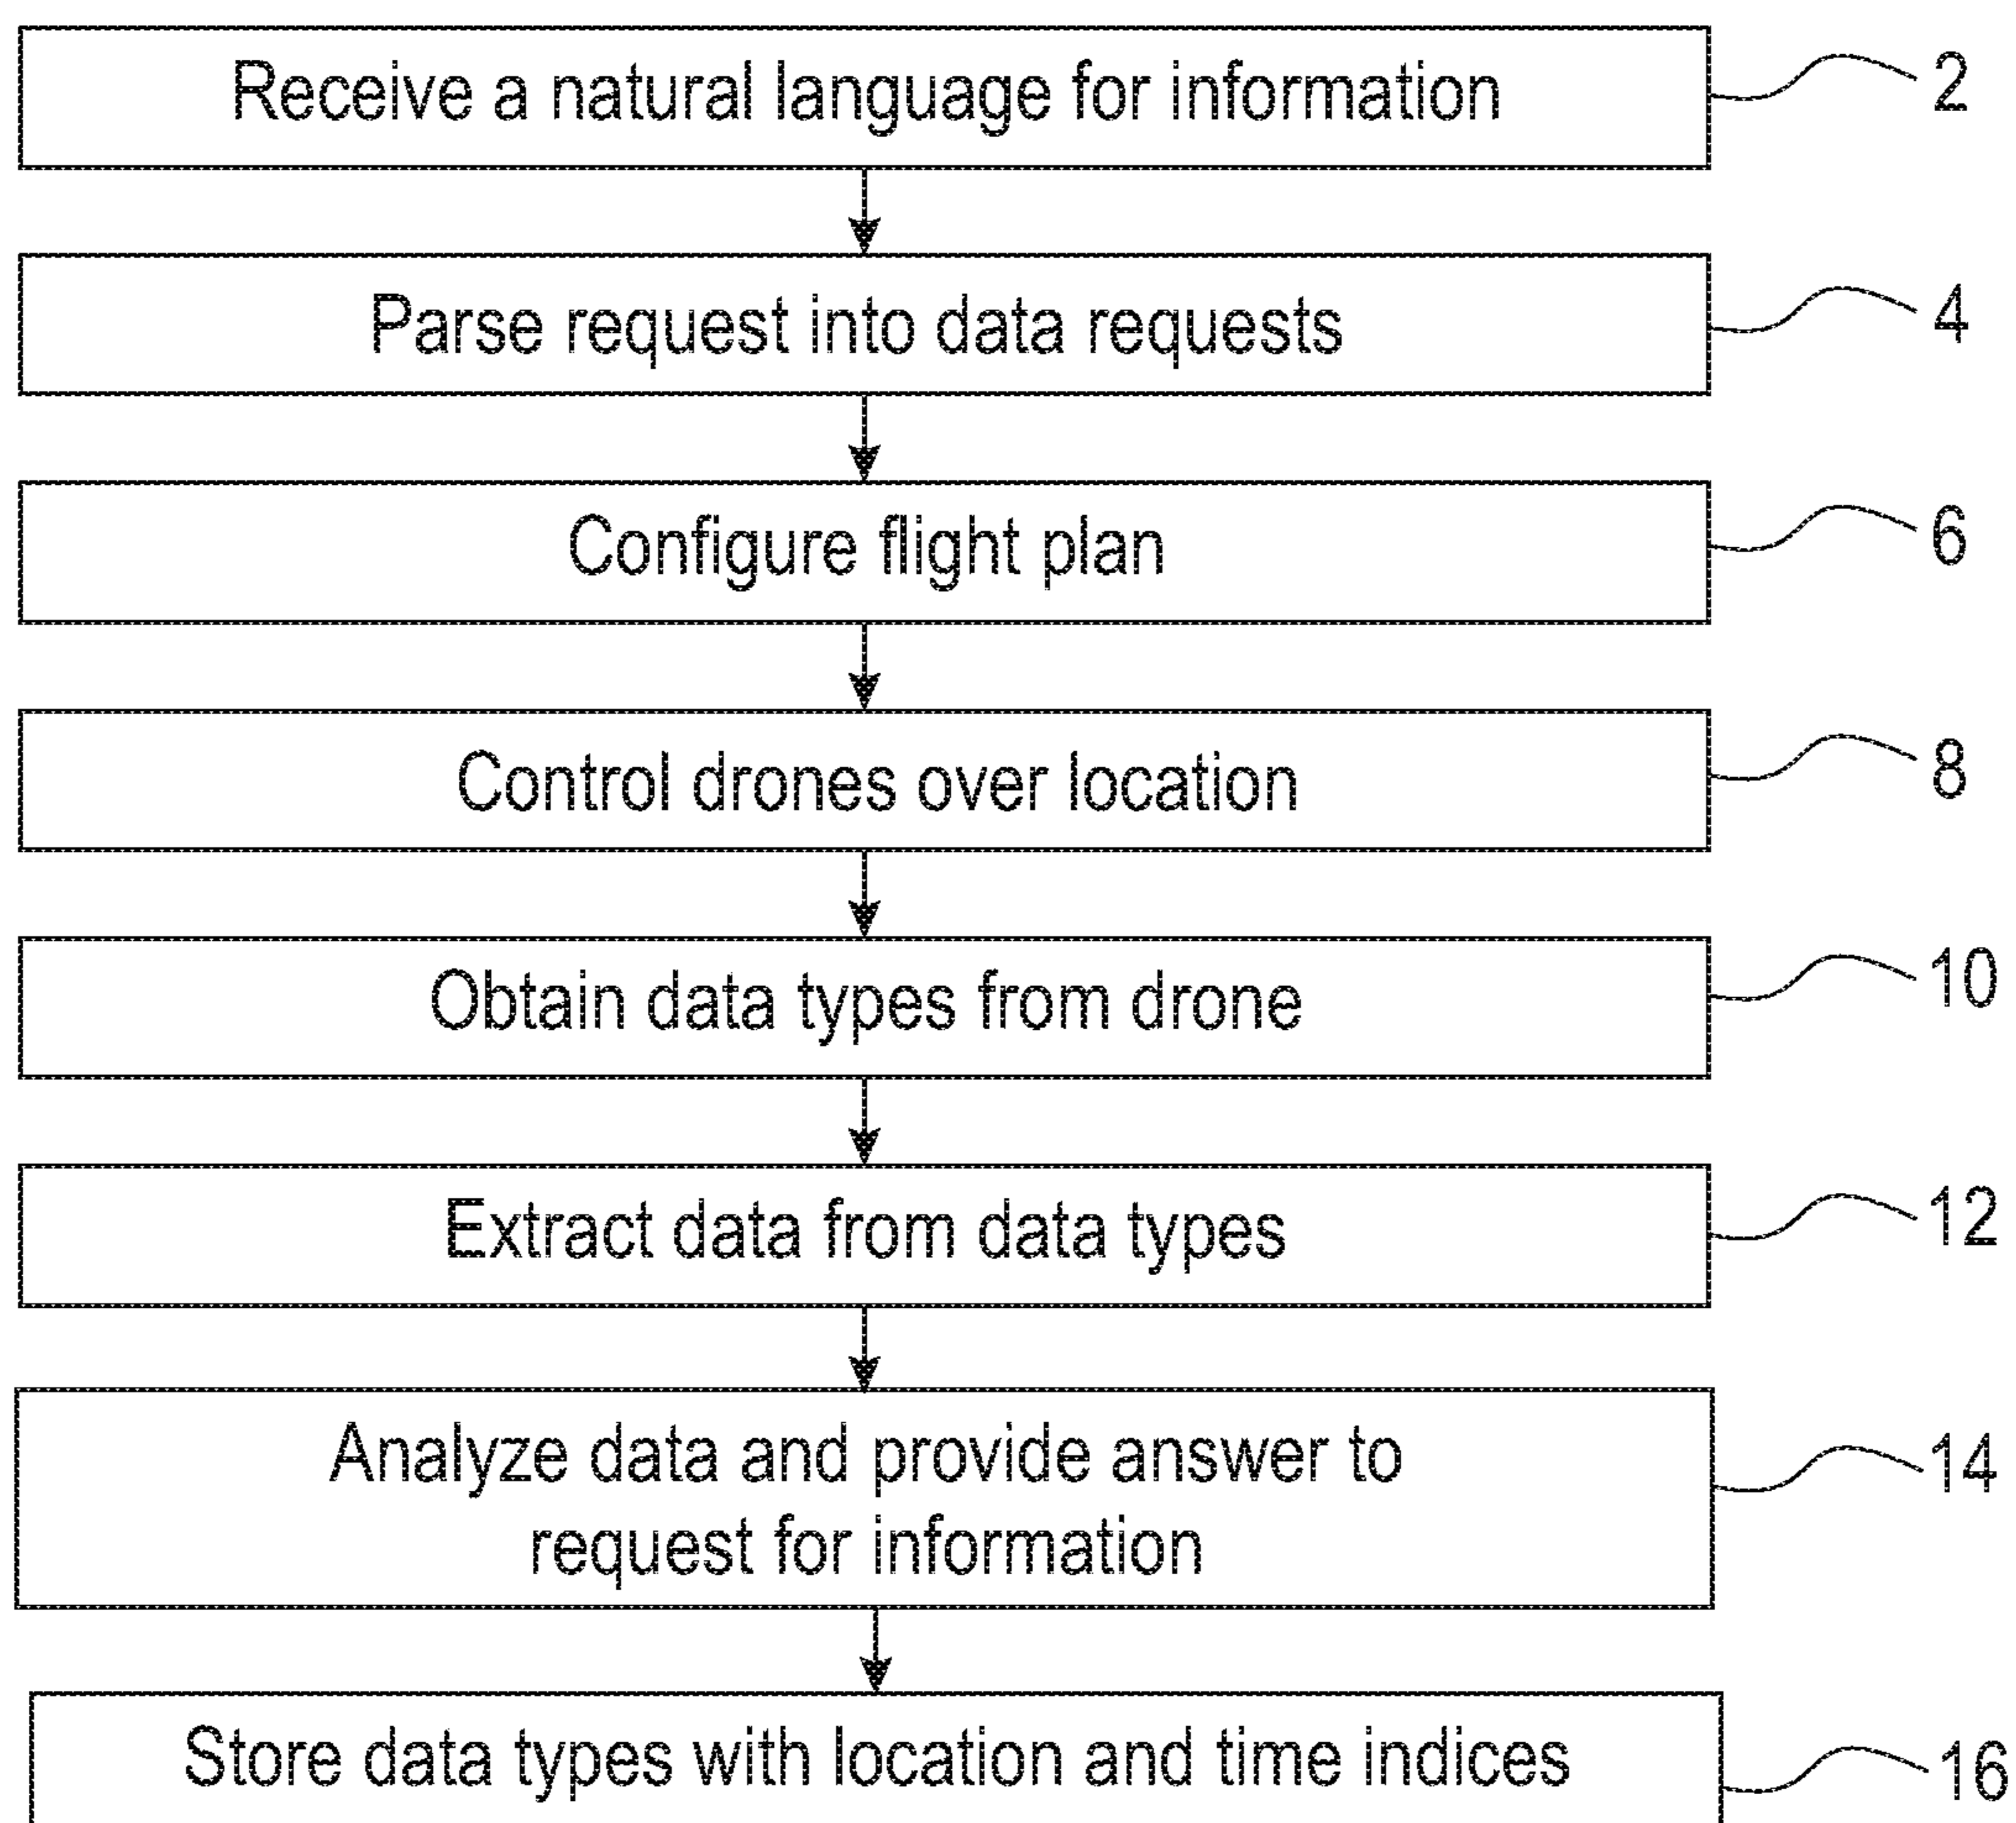 Receive a natural language for information
2
Parse request into data requests
4
Configure flight plan
6
Control drones over location
8
Obtain data types from drone
10
Extract data from data types
12
Analyze data and provide answer to
request for information
14
Store data types with location and time indices
16